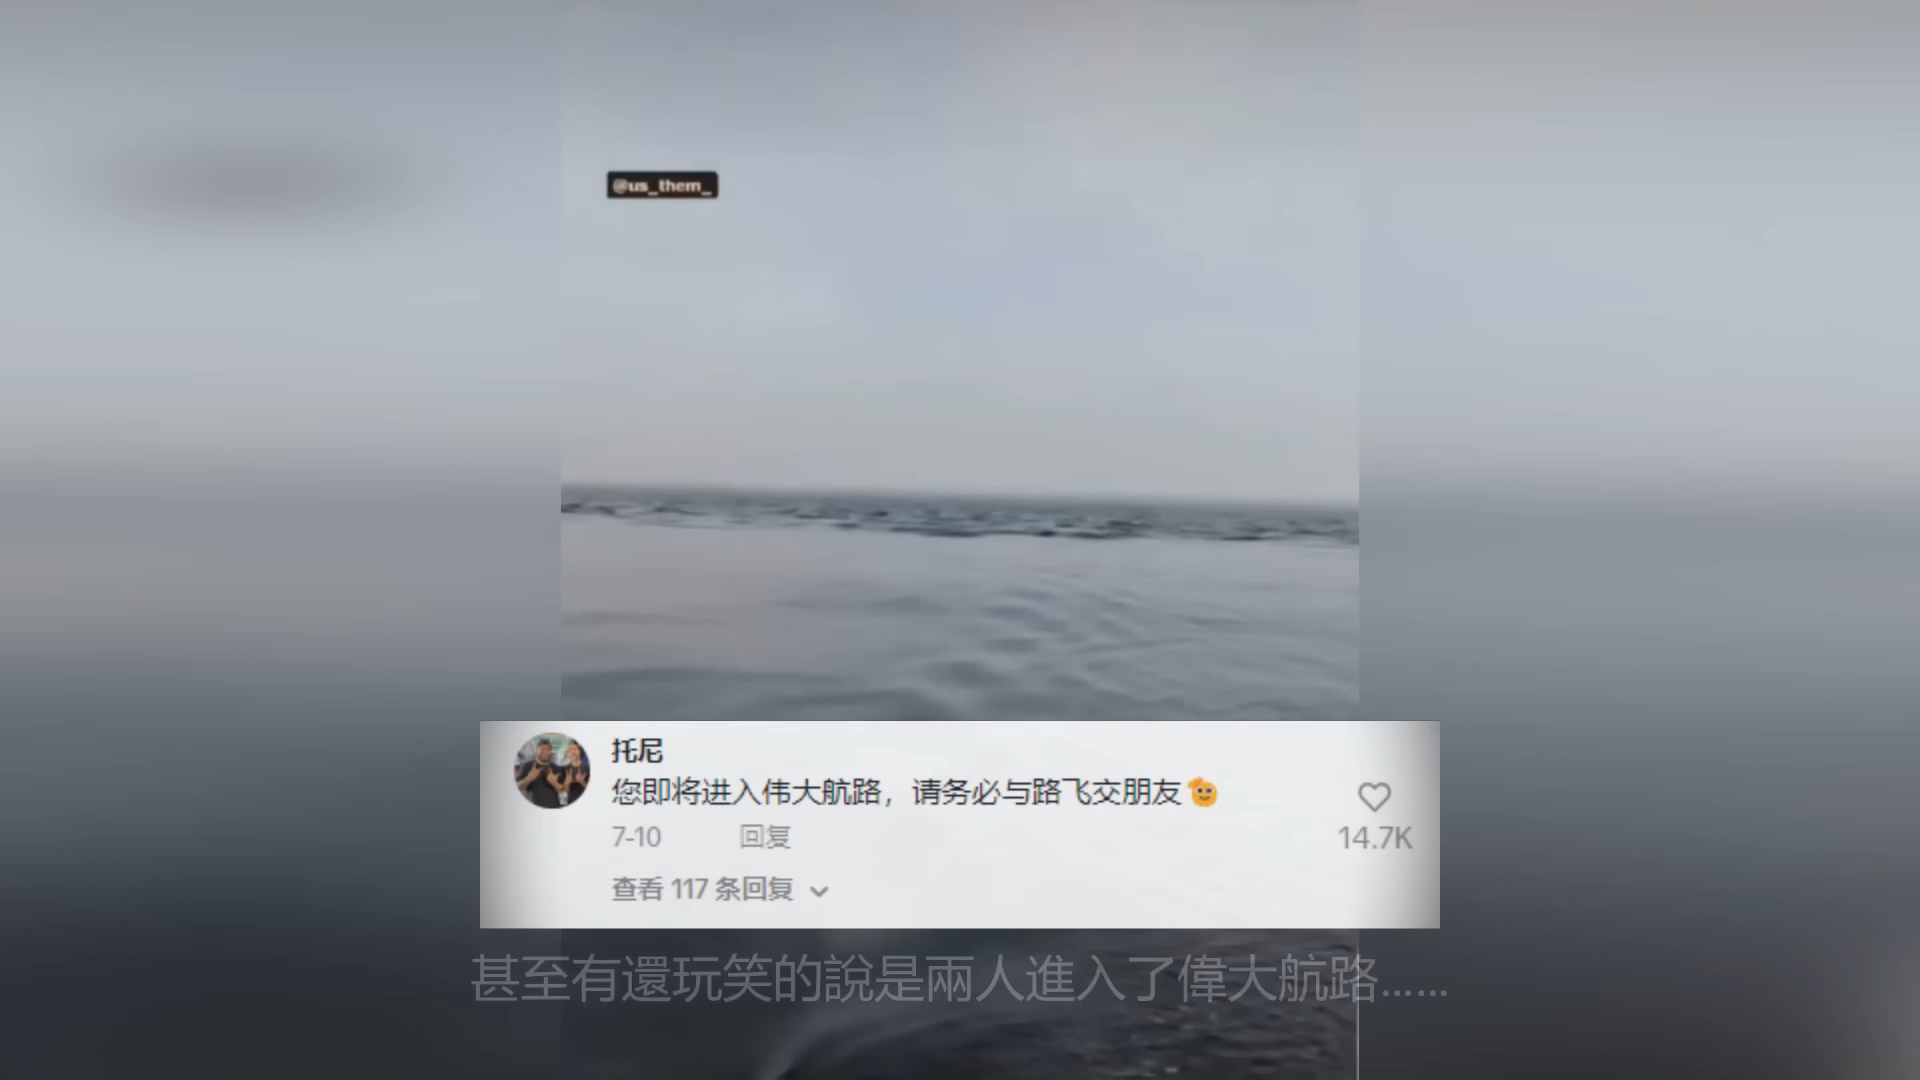 @us_them_
托尼
您即将进入伟大航路，请务必与路飞交朋友
14.7K
7-10 回复
查看 117 条回复
甚至有還玩笑的說是兩人進入了偉大航路……